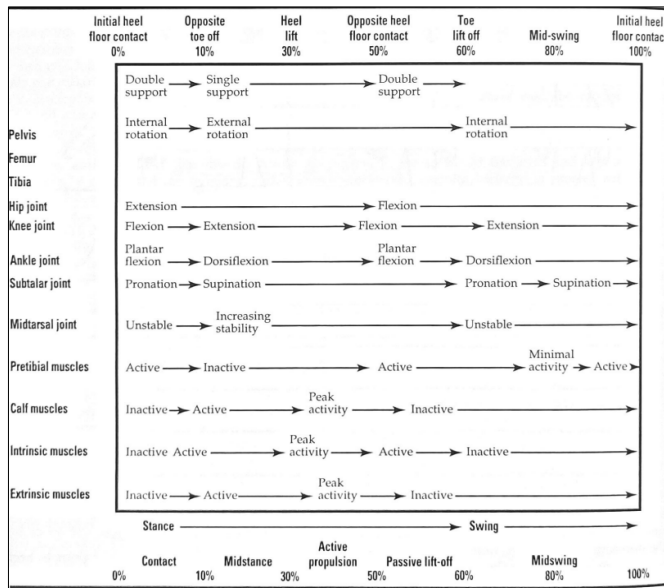 Initial heel Opposite Heel Opposite heel Toe Initial heel
floor contact toe off lift floor contact lift off Mid-swing floor contact
0% 10% 30% 50% 60% 80% 100%
Double Single Double
support support support
Internal External Internal
rotation rotation rotation
Pelvis
Femur
Tibia
Hip joint Extension Flexion
Knee joint Flexion Extension Flexion Extension
Plantar Plantar
Ankle joint flexion Dorsiflexion flexion Dorsiflexion
Subtalar joint Pronation Supination Pronation Supination
Increasing
Midtarsal joint Unstable stability Unstable
Minimal
Pretibial muscles Active Inactive Active activity Active
Peak
Calf muscles Inactive Active activity Inactive
Peak
Intrinsic muscles Inactive Active activity Active Inactive
Peak
Extrinsic muscles Inactive Active activity Inactive
Stance Swing
Active
Contact Midstance propulsion Passive lift-off Midswing
0% 10% 30% 50% 60% 80% 100%